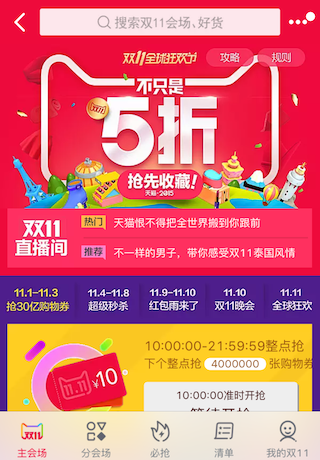 搜索双11会场、好货
双11全球狂欢节
攻略
规则
不只是
5折
抢先收藏!
天猫·2015
双11
直播间
热门 天猫恨不得把全世界搬到你跟前
推荐 不一样的男子，带你感受双11泰国风情
11.1—11.3
抢30亿购物券
11.4—11.8
超级秒杀
11.9—11.10
红包雨来了
11.10
双11晚会
11.11
全球狂欢
10:00:00-21:59:59整点抢
下个整点抢 4000000 张购物券
11.11 ¥10
10:00:00准时开抢
等待开抢
双11
主会场
分会场
必抢
清单
我的双11